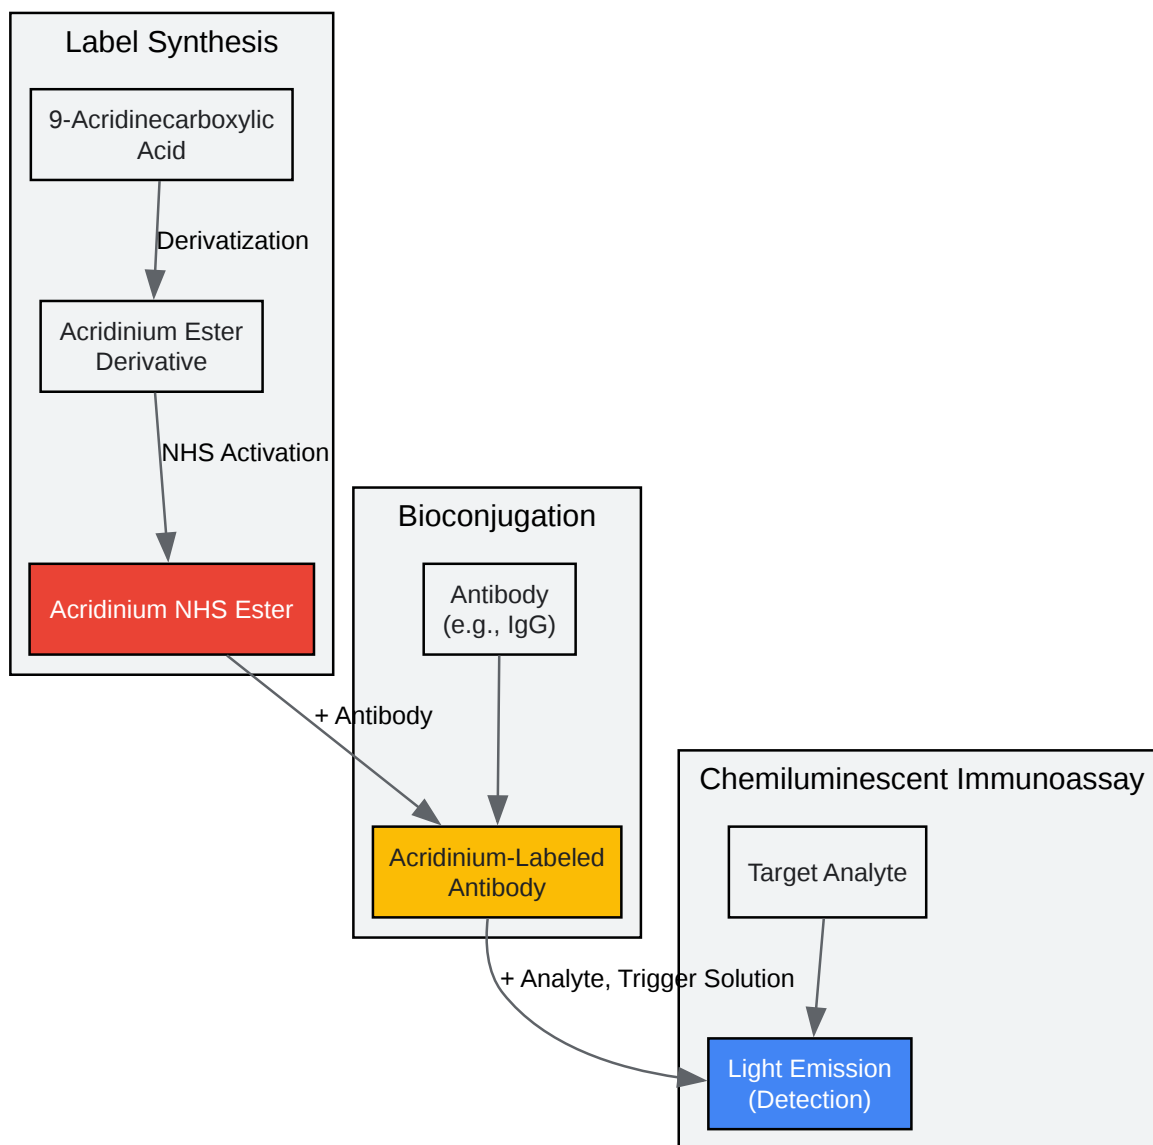 Label Synthesis
9-Acridinecarboxylic
Acid
Derivatization
Acridinium Ester
Derivative
NHS Activation
Acridinium NHS Ester
Bioconjugation
Antibody
(e.g., IgG)
+ Antibody
Acridinium-Labeled
Antibody
Chemiluminescent Immunoassay
Target Analyte
+ Analyte, Trigger Solution
Light Emission
(Detection)